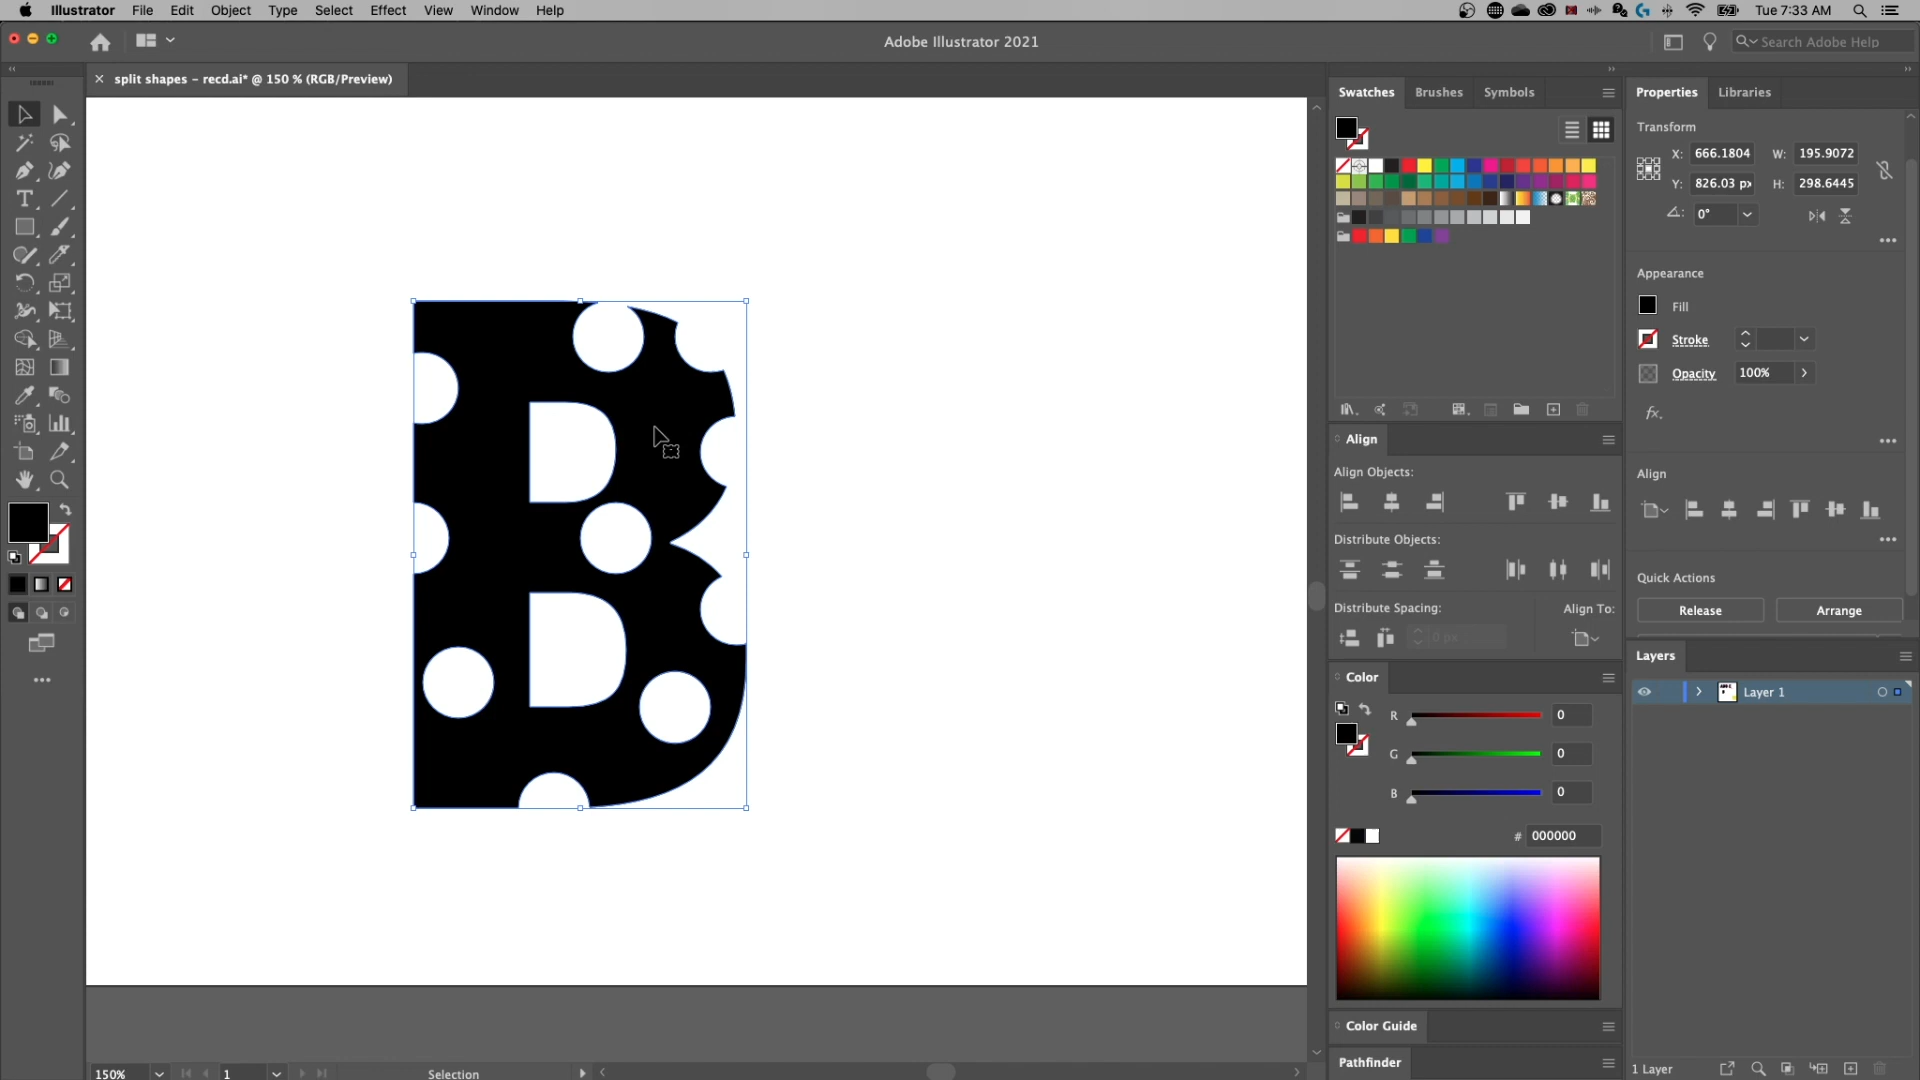 Illustrator File Edit Object Type Select Effect View Window Help Tue 7:33 AM
Adobe Illustrator 2021
Search Adobe Help
split shapes - recd.ai* @ 150 % (RGB/Preview)
Swatches Brushes Symbols
Align
Align Objects:
Distribute Objects:
Distribute Spacing: Align To:
0 px
Color
R 0
G 0
B 0
# 000000
Color Guide
Pathfinder
Properties Libraries
Transform
X: 666.1804 W: 195.9072
Y: 826.03 px H: 298.6445
0°
Appearance
Fill
Stroke
Opacity 100%
fx.
Align
Quick Actions
Release Arrange
Layers
Layer 1
1 Layer
B
150% 1 Selection